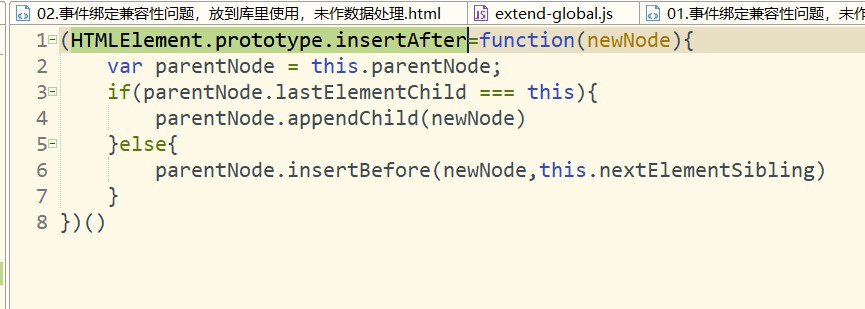 02.事件绑定兼容性问题，放到库里使用，未作数据处理.html extend-global.js 01.事件绑定兼容性问题，未
1 (HTMLElement.prototype.insertAfter=function(newNode){
2 var parentNode = this.parentNode;
3 if(parentNode.lastElementChild === this){
4 parentNode.appendChild(newNode)
5 }else{
6 parentNode.insertBefore(newNode,this.nextElementSibling)
7 }
8 })()